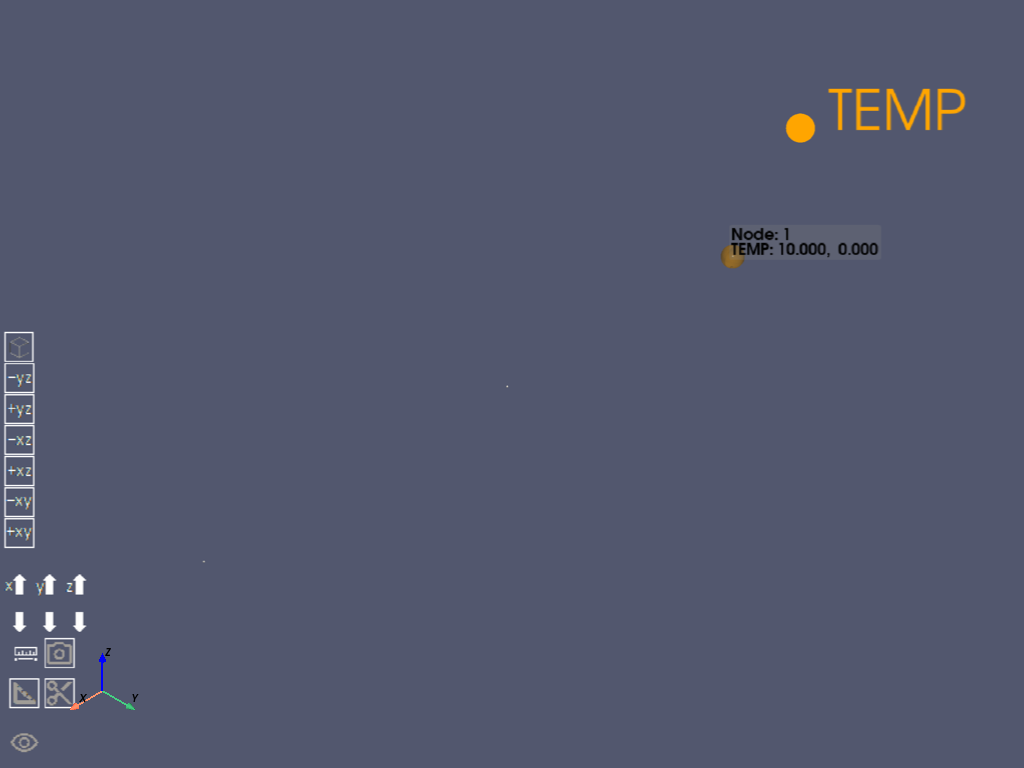 TEMP
Node: 1
TEMP: 10.000, 0.000
-yz
+yz
-xz
+xz
-xy
+xy
x y z
Z
X Y